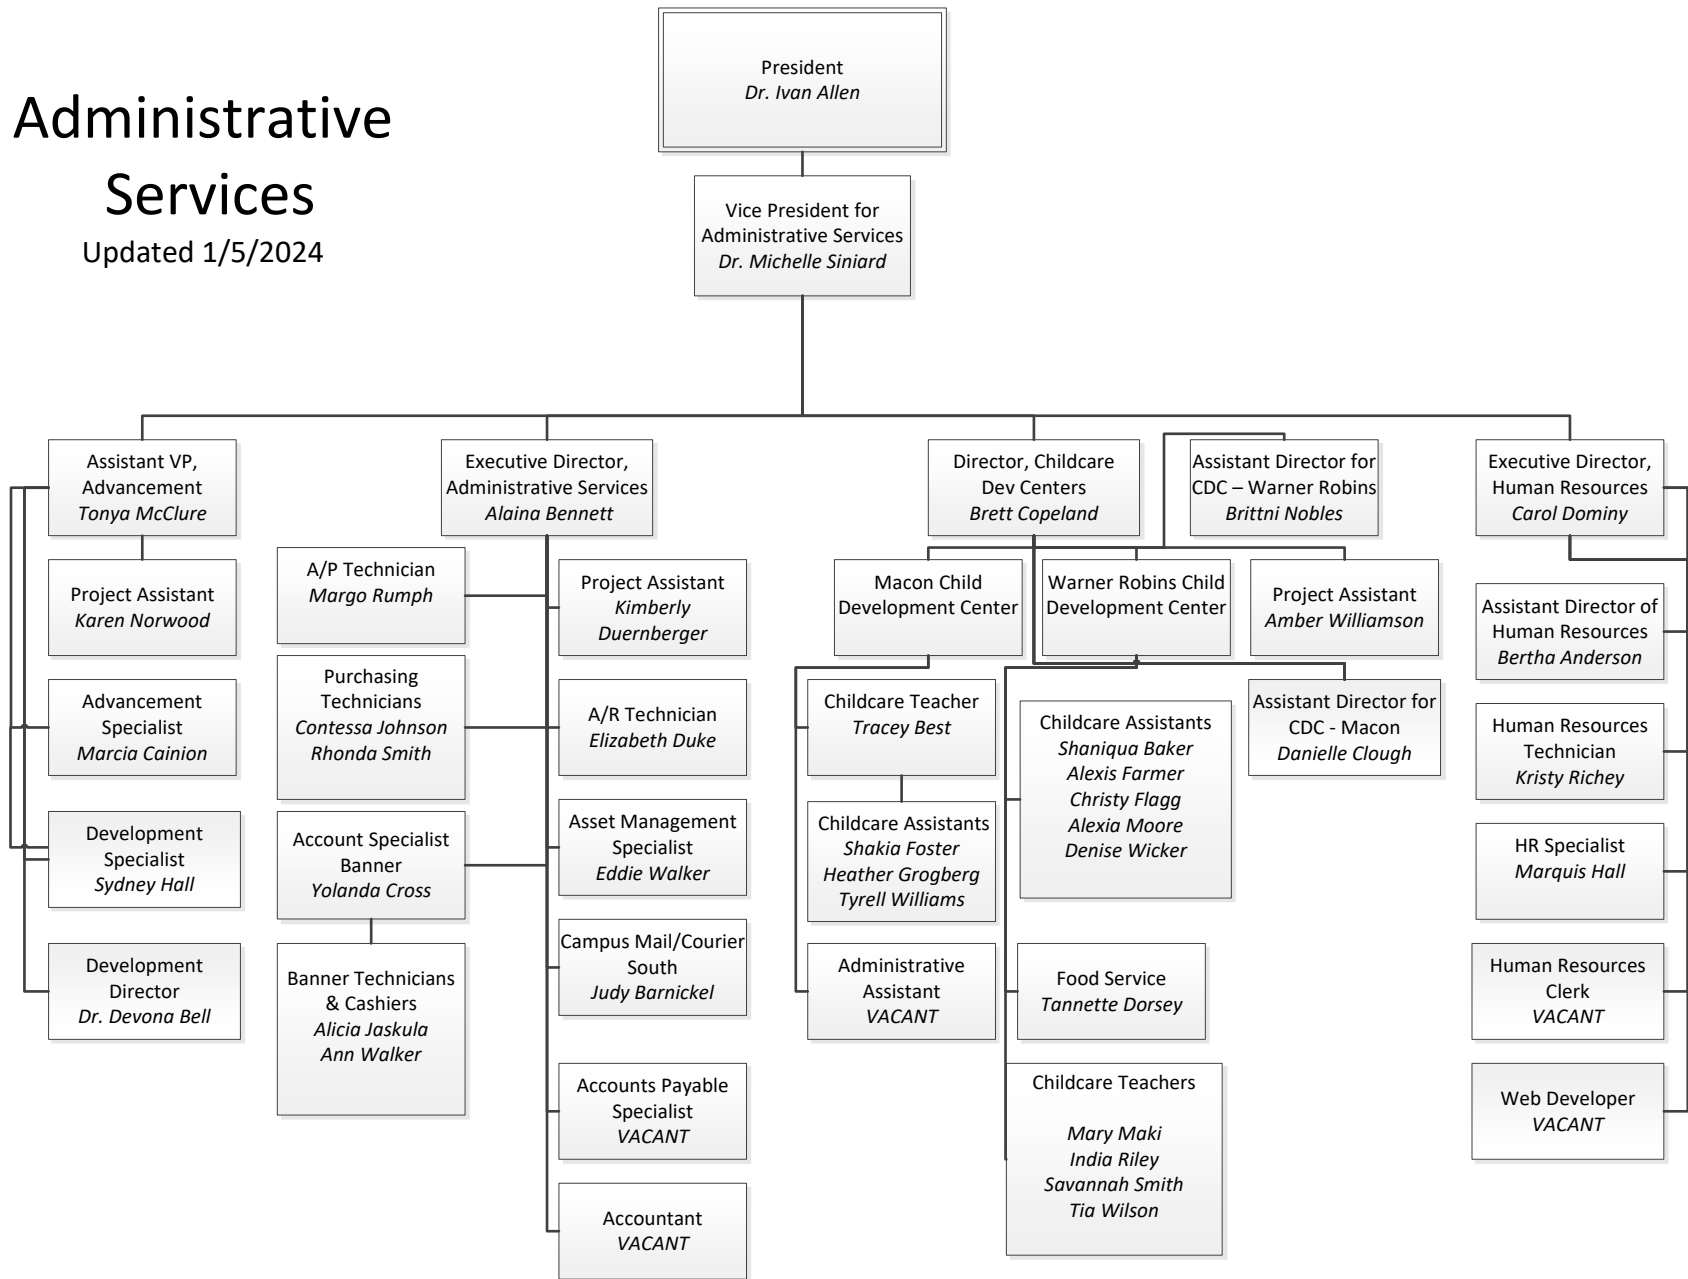 Administrative
Services
Updated 1/5/2024
President
Dr. Ivan Allen
Vice President for
Administrative Services
Dr. Michelle Siniard
Assistant VP,
Advancement
Tonya McClure
Project Assistant
Karen Norwood
Advancement
Specialist
Marcia Cainion
Development
Specialist
Sydney Hall
Development
Director
Dr. Devona Bell
Executive Director,
Administrative Services
Alaina Bennett
A/P Technician
Margo Rumph
Purchasing
Technicians
Contessa Johnson
Rhonda Smith
Account Specialist
Banner
Yolanda Cross
Banner Technicians
& Cashiers
Alicia Jaskula
Ann Walker
Project Assistant
Kimberly
Duernberger
A/R Technician
Elizabeth Duke
Asset Management
Specialist
Eddie Walker
Campus Mail/Courier
South
Judy Barnickel
Accounts Payable
Specialist
VACANT
Accountant
VACANT
Director, Childcare
Dev Centers
Brett Copeland
Assistant Director for
CDC – Warner Robins
Brittni Nobles
Macon Child
Development Center
Warner Robins Child
Development Center
Project Assistant
Amber Williamson
Childcare Teacher
Tracey Best
Childcare Assistants
Shakia Foster
Heather Grogberg
Tyrell Williams
Administrative
Assistant
VACANT
Childcare Assistants
Shaniqua Baker
Alexis Farmer
Christy Flagg
Alexia Moore
Denise Wicker
Food Service
Tannette Dorsey
Childcare Teachers
Mary Maki
India Riley
Savannah Smith
Tia Wilson
Assistant Director for
CDC - Macon
Danielle Clough
Executive Director,
Human Resources
Carol Dominy
Assistant Director of
Human Resources
Bertha Anderson
Human Resources
Technician
Kristy Richey
HR Specialist
Marquis Hall
Human Resources
Clerk
VACANT
Web Developer
VACANT